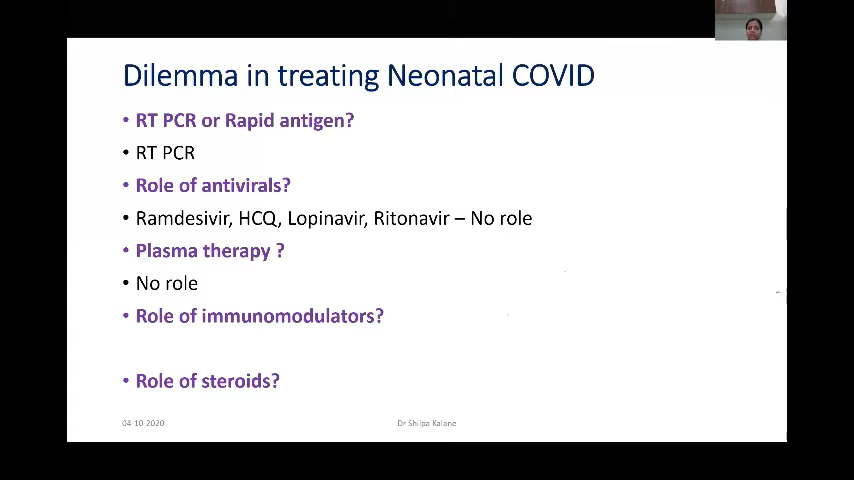 Dilemma in treating Neonatal COVID
• RT PCR or Rapid antigen?
• RT PCR
• Role of antivirals?
• Ramdesivir, HCQ, Lopinavir, Ritonavir – No role
• Plasma therapy ?
• No role
• Role of immunomodulators?
• Role of steroids?
04-10-2020
Dr Shilpa Kalane